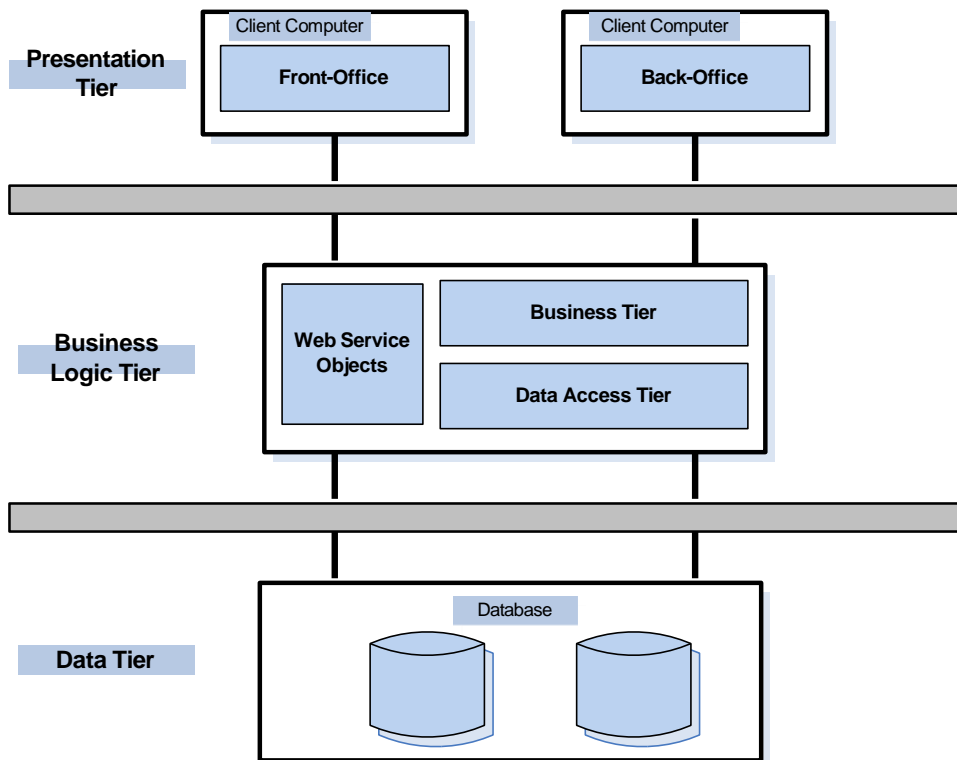 Client Computer
Client Computer
Presentation
Tier
Front-Office
Back-Office
Business
Logic Tier
Web Service
Objects
Business Tier
Data Access Tier
Database
Data Tier